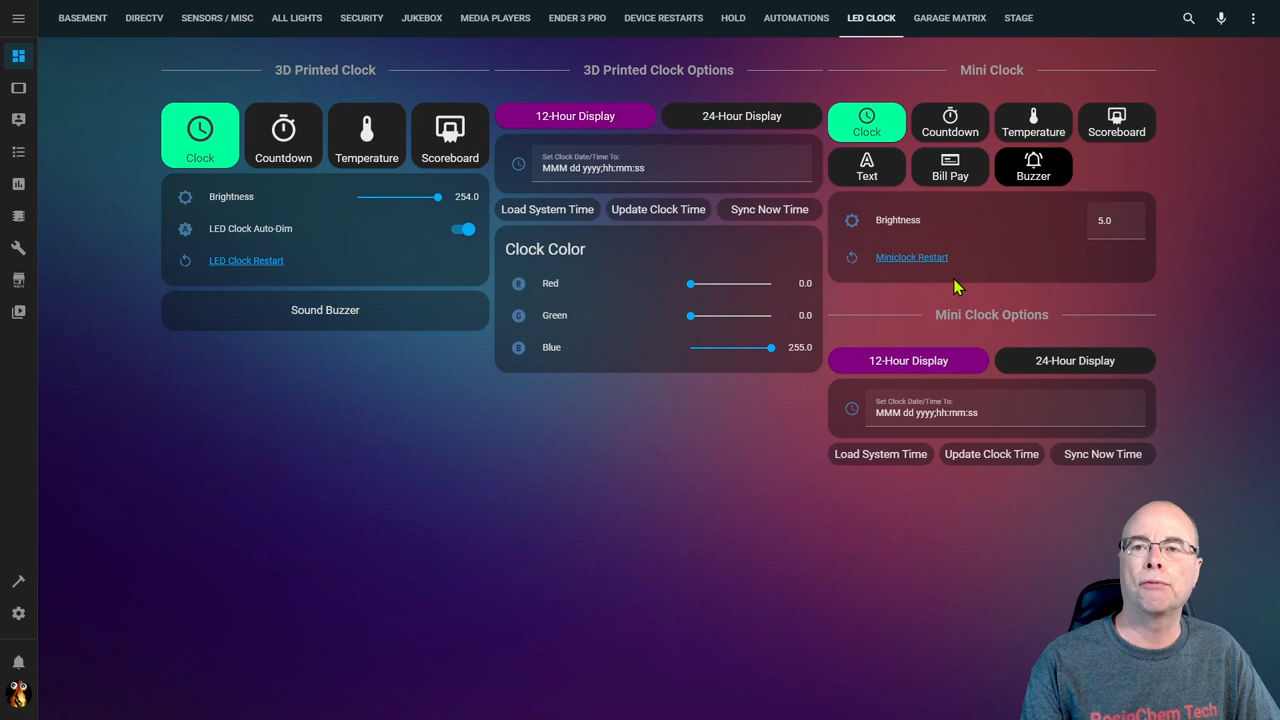 BASEMENT DIRECTV SENSORS / MISC ALL LIGHTS SECURITY JUKEBOX MEDIA PLAYERS ENDER 3 PRO DEVICE RESTARTS HOLD AUTOMATIONS LED CLOCK GARAGE MATRIX STAGE
3D Printed Clock
Clock Countdown Temperature Scoreboard
Brightness 254.0
LED Clock Auto-Dim
LED Clock Restart
Sound Buzzer
3D Printed Clock Options
12-Hour Display 24-Hour Display
Set Clock Date/Time To:
MMM dd yyyy;hh:mm:ss
Load System Time Update Clock Time Sync Now Time
Clock Color
R Red 0.0
G Green 0.0
B Blue 255.0
Mini Clock
Clock Countdown Temperature Scoreboard
Text Bill Pay Buzzer
Brightness 5.0
Miniclock Restart
Mini Clock Options
12-Hour Display 24-Hour Display
Set Clock Date/Time To:
MMM dd yyyy;hh:mm:ss
Load System Time Update Clock Time Sync Now Time
ResinChem Tech